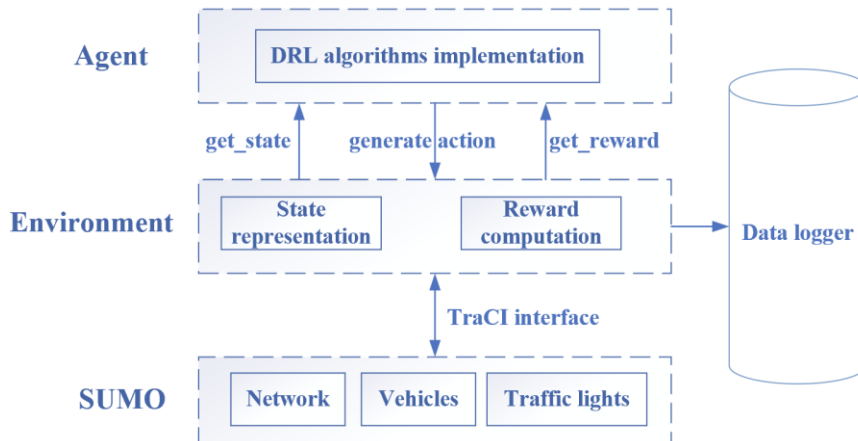 Agent
DRL algorithms implementation
get_state
generate action
get_reward
Environment
State
representation
Reward
computation
Data logger
TraCI interface
SUMO
Network
Vehicles
Traffic lights